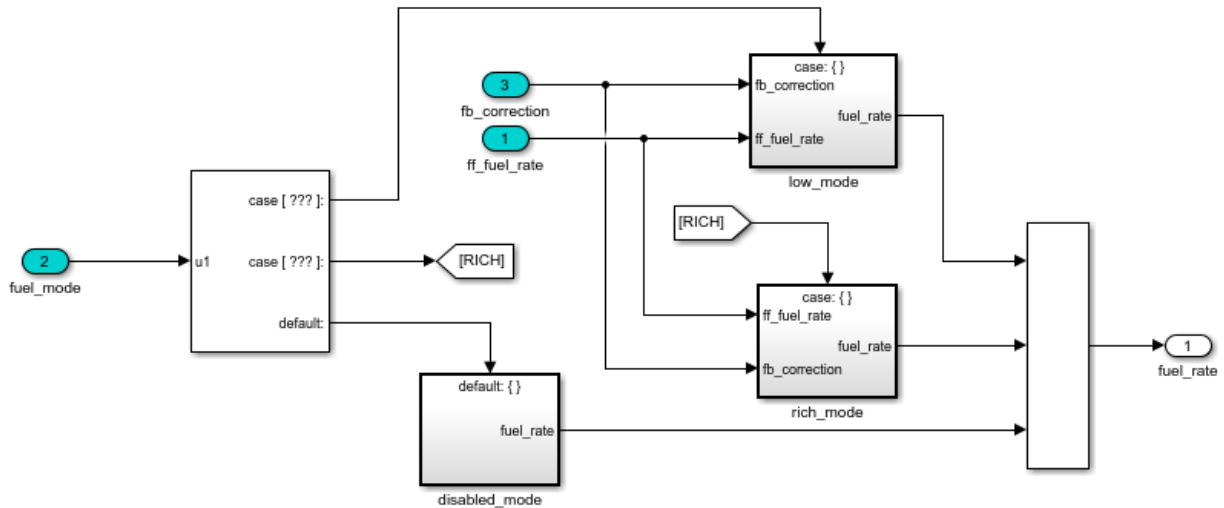 case: { }
3
fb_correction
fb_correction
fuel_rate
1
ff_fuel_rate
ff_fuel_rate
low_mode
case [ ??? ]:
[RICH]
2
u1
case [ ??? ]:
[RICH]
fuel_mode
case: { }
ff_fuel_rate
default:
fuel_rate
1
fb_correction
fuel_rate
default: { }
rich_mode
fuel_rate
disabled_mode